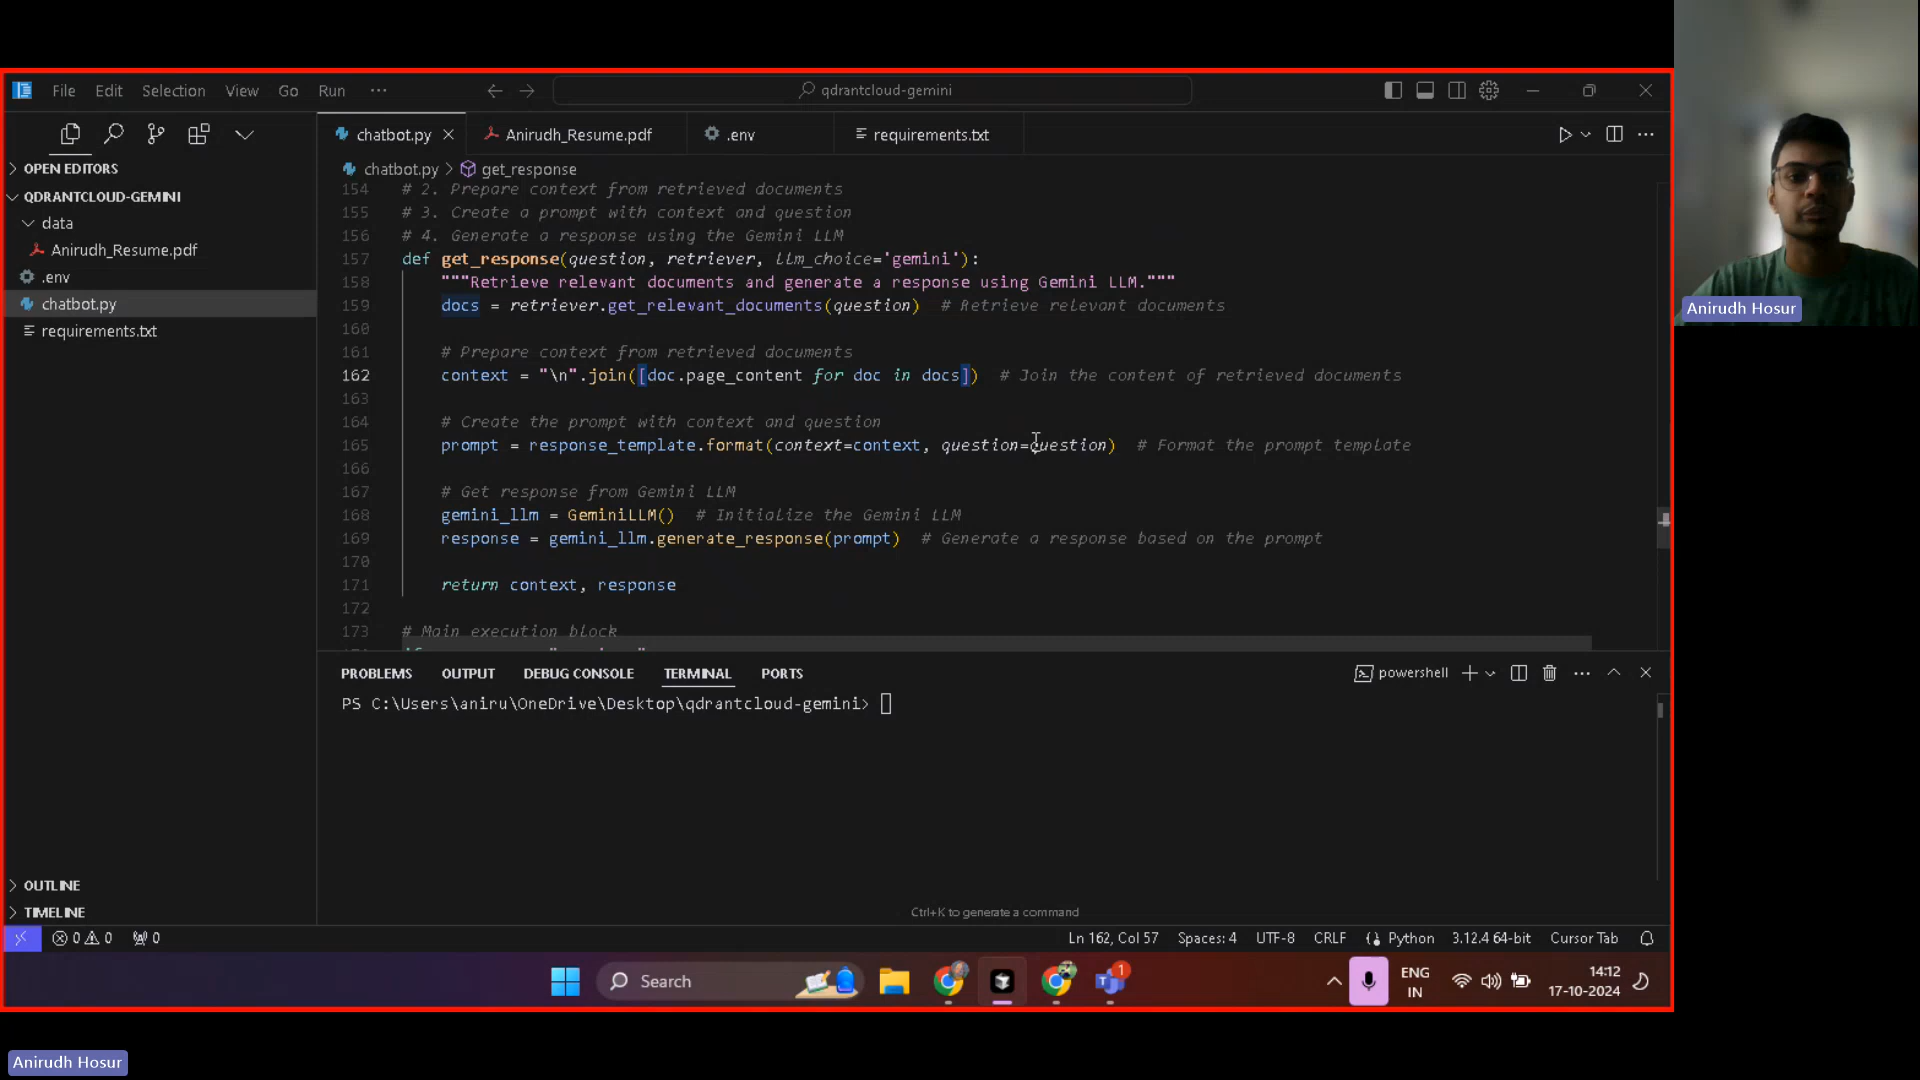 File Edit Selection View Go Run ··· qdrantcloud-gemini
chatbot.py Anirudh_Resume.pdf .env requirements.txt
OPEN EDITORS
QDRANTCLOUD-GEMINI
data
Anirudh_Resume.pdf
.env
chatbot.py
requirements.txt
OUTLINE
TIMELINE
chatbot.py > get_response
154 # 2. Prepare context from retrieved documents
155 # 3. Create a prompt with context and question
156 # 4. Generate a response using the Gemini LLM
157 def get_response(question, retriever, llm_choice='gemini'):
158 """Retrieve relevant documents and generate a response using Gemini LLM."""
159 docs = retriever.get_relevant_documents(question) # Retrieve relevant documents
160
161 # Prepare context from retrieved documents
162 context = "\n".join([doc.page_content for doc in docs]) # Join the content of retrieved documents
163
164 # Create the prompt with context and question
165 prompt = response_template.format(context=context, question=question) # Format the prompt template
166
167 # Get response from Gemini LLM
168 gemini_llm = GeminiLLM() # Initialize the Gemini LLM
169 response = gemini_llm.generate_response(prompt) # Generate a response based on the prompt
170
171 return context, response
172
173 # Main execution block
PROBLEMS OUTPUT DEBUG CONSOLE TERMINAL PORTS powershell
PS C:\Users\aniru\OneDrive\Desktop\qdrantcloud-gemini>
Ctrl+K to generate a command
0 0 0 Ln 162, Col 57 Spaces: 4 UTF-8 CRLF Python 3.12.4 64-bit Cursor Tab
Search 1 ENG IN 14:12 17-10-2024
Anirudh Hosur
Anirudh Hosur